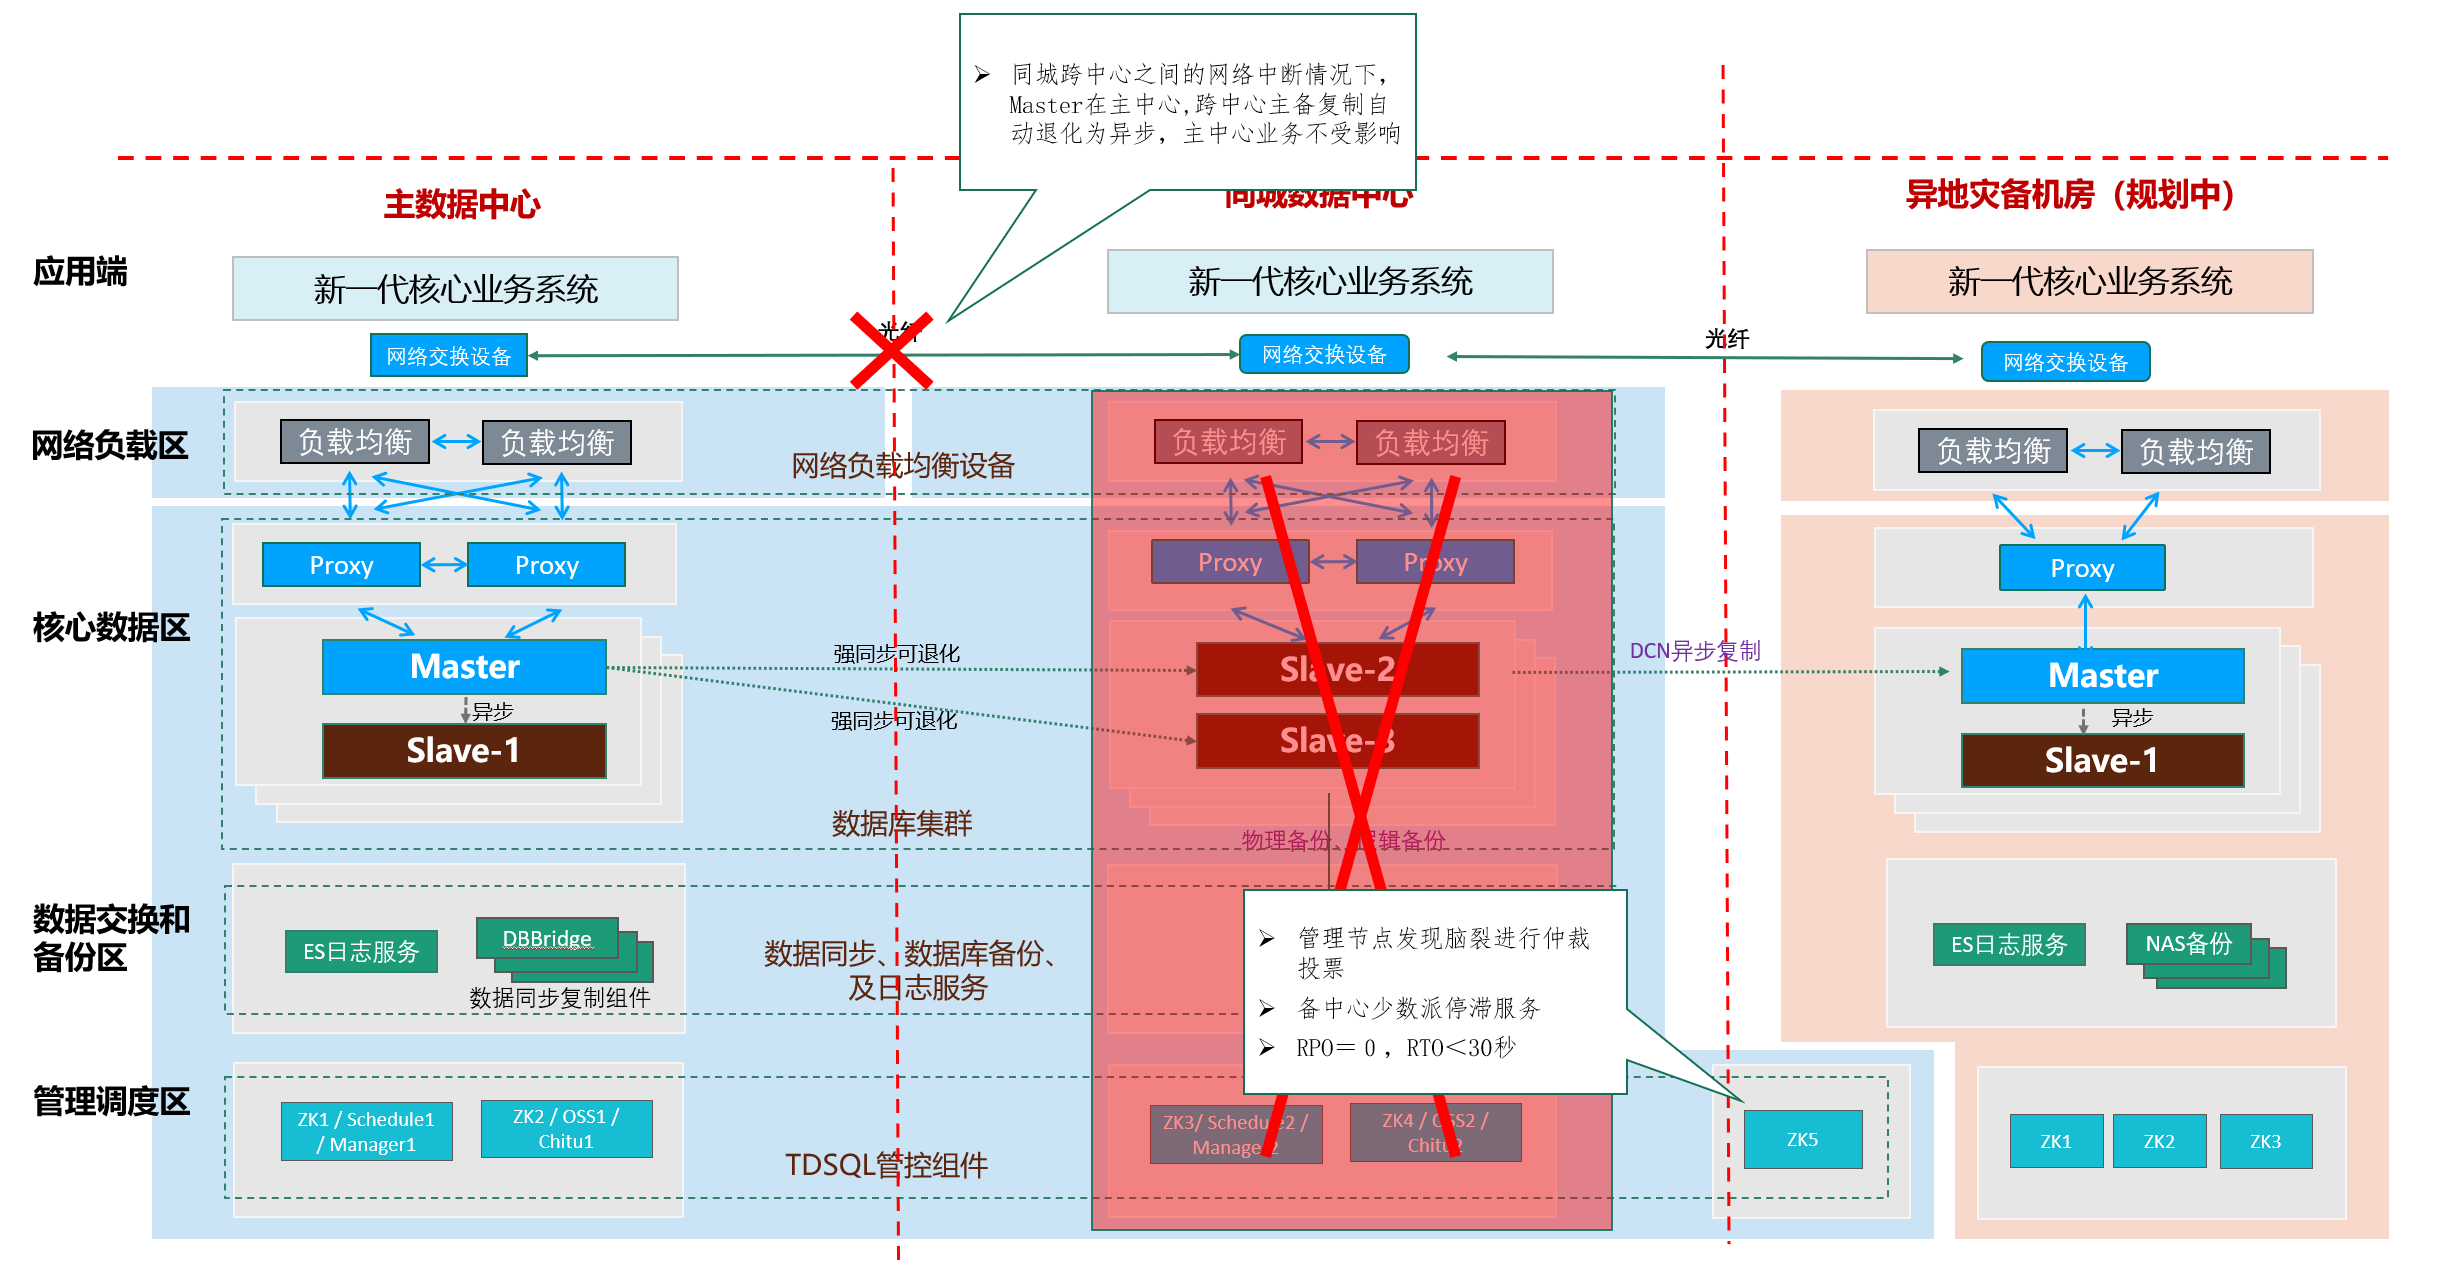 同城跨中心之间的网络中断情况下，
Master在主中心,跨中心主备复制自
动退化为异步，主中心业务不受影响
主数据中心
同城数据中心
异地灾备机房（规划中）
应用端
新一代核心业务系统
新一代核心业务系统
新一代核心业务系统
光纤
光纤
网络交换设备
网络交换设备
网络交换设备
网络负载区
负载均衡
负载均衡
网络负载均衡设备
负载均衡
负载均衡
负载均衡
负载均衡
核心数据区
Proxy
Proxy
Proxy
Proxy
Proxy
Master
异步
Slave-1
强同步可退化
强同步可退化
Slave-2
Slave-3
DCN异步复制
Master
异步
Slave-1
数据库集群
物理备份、逻辑备份
数据交换和
备份区
ES日志服务
DBBridge
数据同步复制组件
数据同步、数据库备份、
及日志服务
管理节点发现脑裂进行仲裁
投票
备中心少数派停滞服务
RPO＝０，RTO＜30秒
ES日志服务
NAS备份
管理调度区
ZK1 / Schedule1
/ Manager1
ZK2 / OSS1 /
Chitu1
TDSQL管控组件
ZK3/ Schedule2 /
Manager2
ZK4 / OSS2 /
Chitu2
ZK5
ZK1
ZK2
ZK3